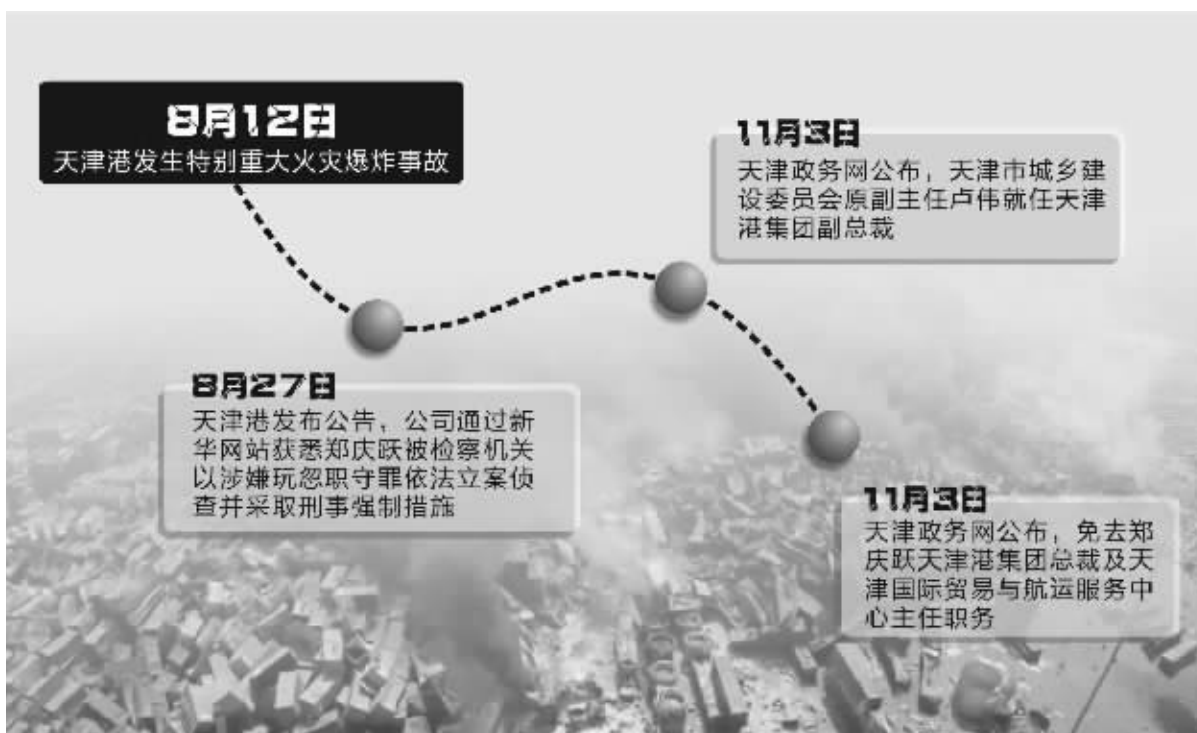 8月12日
天津港发生特别重大火灾爆炸事故
8月27日
天津港发布公告，公司通过新
华网站获悉郑庆跃被检察机关
以涉嫌玩忽职守罪依法立案侦
查并采取刑事强制措施
11月3日
天津政务网公布，天津市城乡建
设委员会原副主任卢伟就任天津
港集团副总裁
11月3日
天津政务网公布，免去郑
庆跃天津港集团总裁及天
津国际贸易与航运服务中
心主任职务